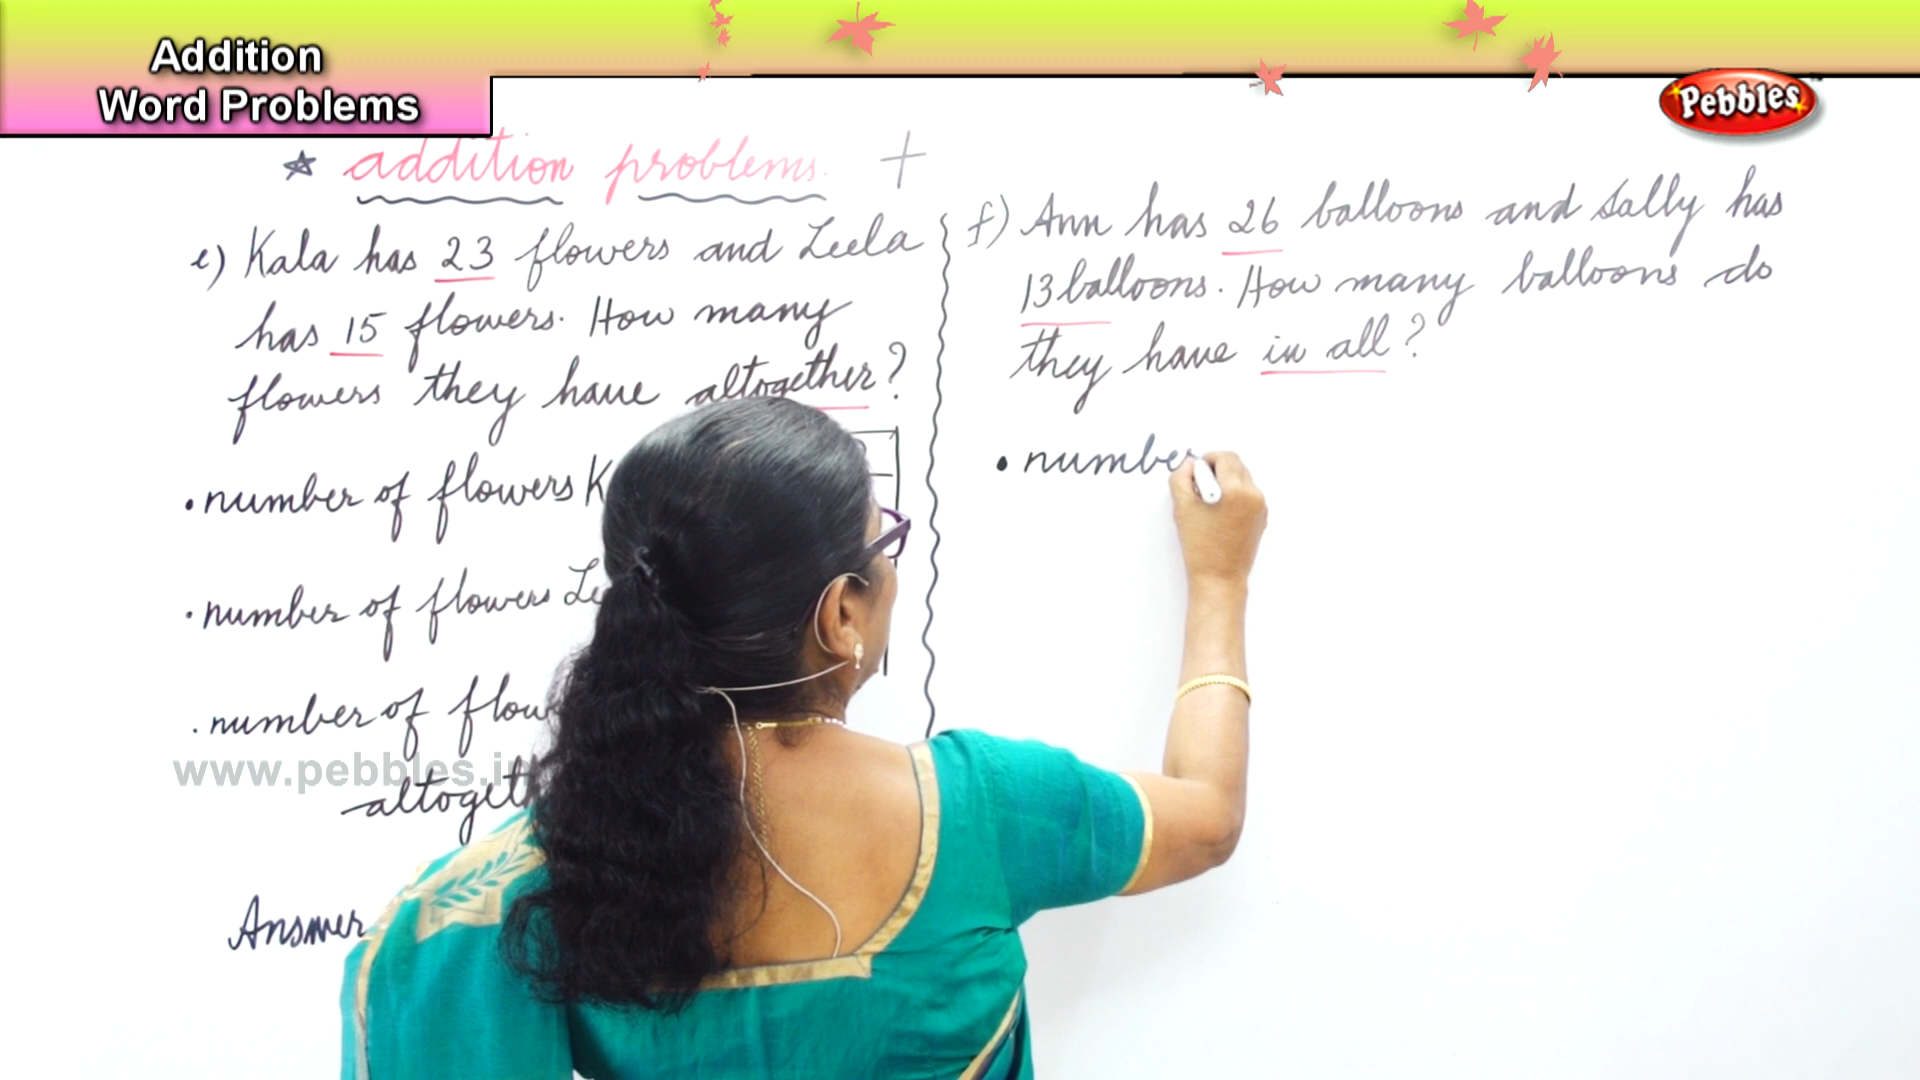 Addition
Word Problems
Pebbles
addition problems. +
e) Kala has 23 flowers and Leela
has 15 flowers. How many
flowers they have altogether?
• number of flowers K
• number of flowers Le
. number of flow
altogeth
Answer
www.pebbles.i
f) Ann has 26 balloons and Sally has
13 balloons. How many balloons do
they have in all?
• number